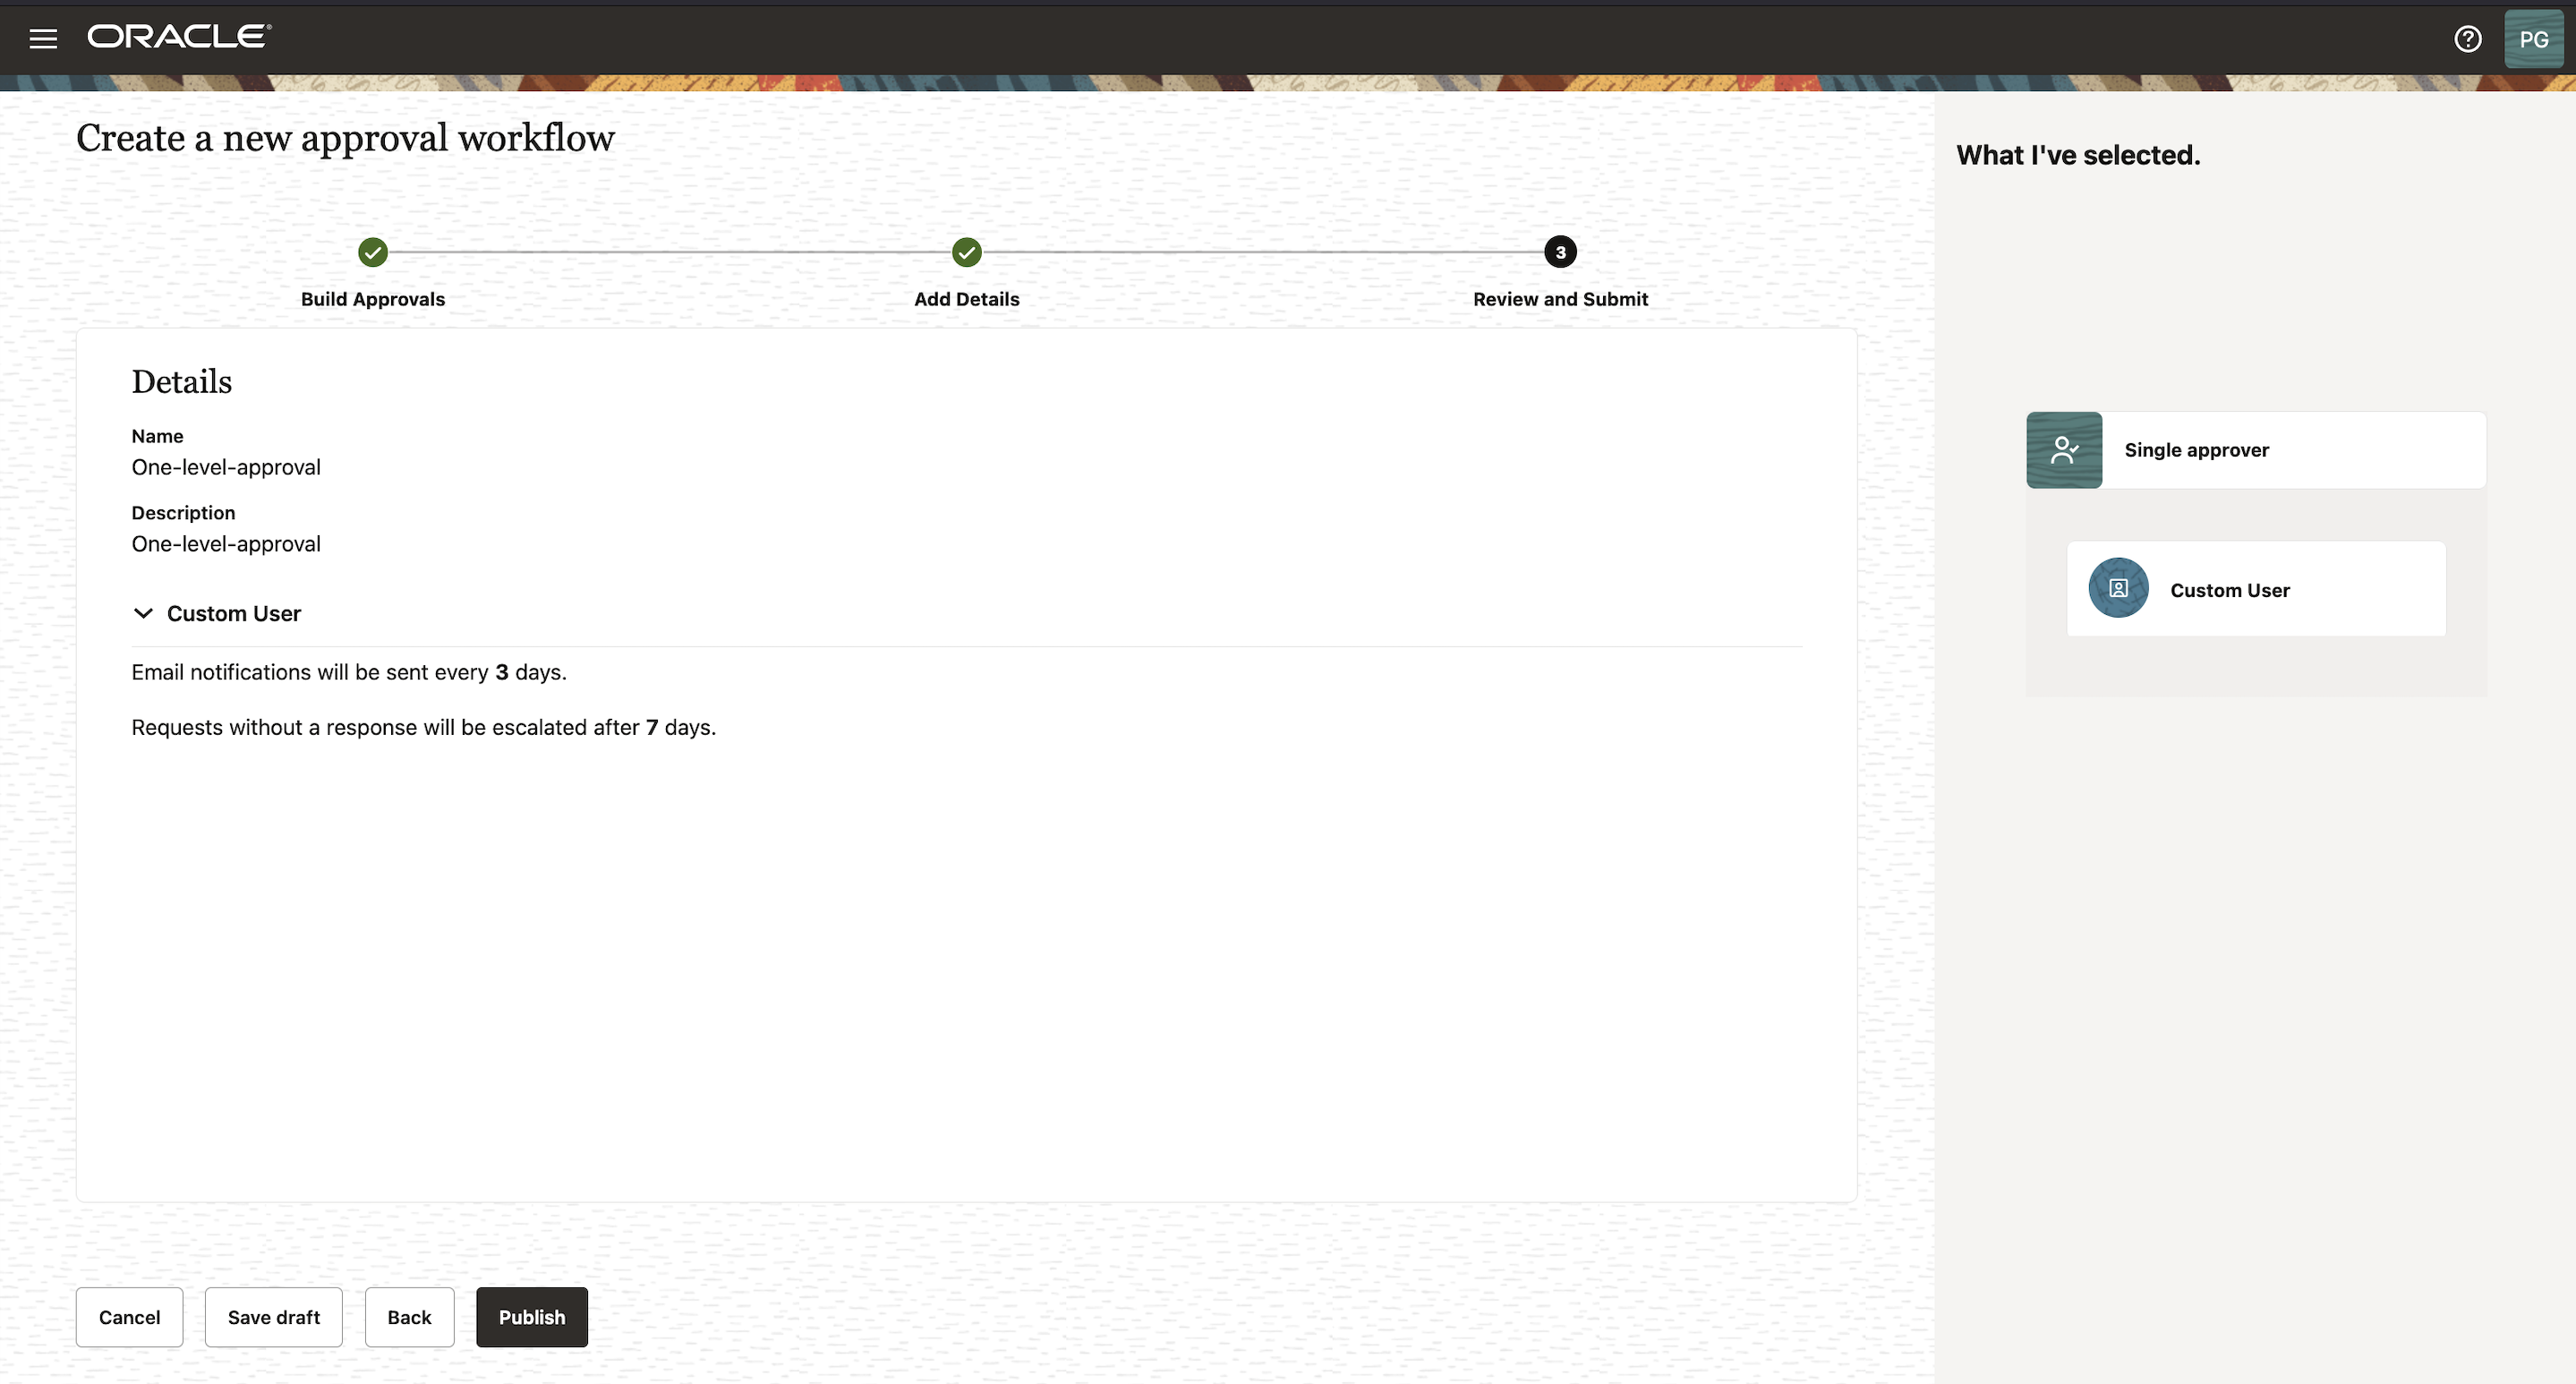 ORACLE®
PG
Create a new approval workflow
What I've selected.
3
Build Approvals
Add Details
Review and Submit
Details
Name
One-level-approval
Description
One-level-approval
Custom User
Email notifications will be sent every 3 days.
Requests without a response will be escalated after 7 days.
Single approver
Custom User
Cancel
Save draft
Back
Publish